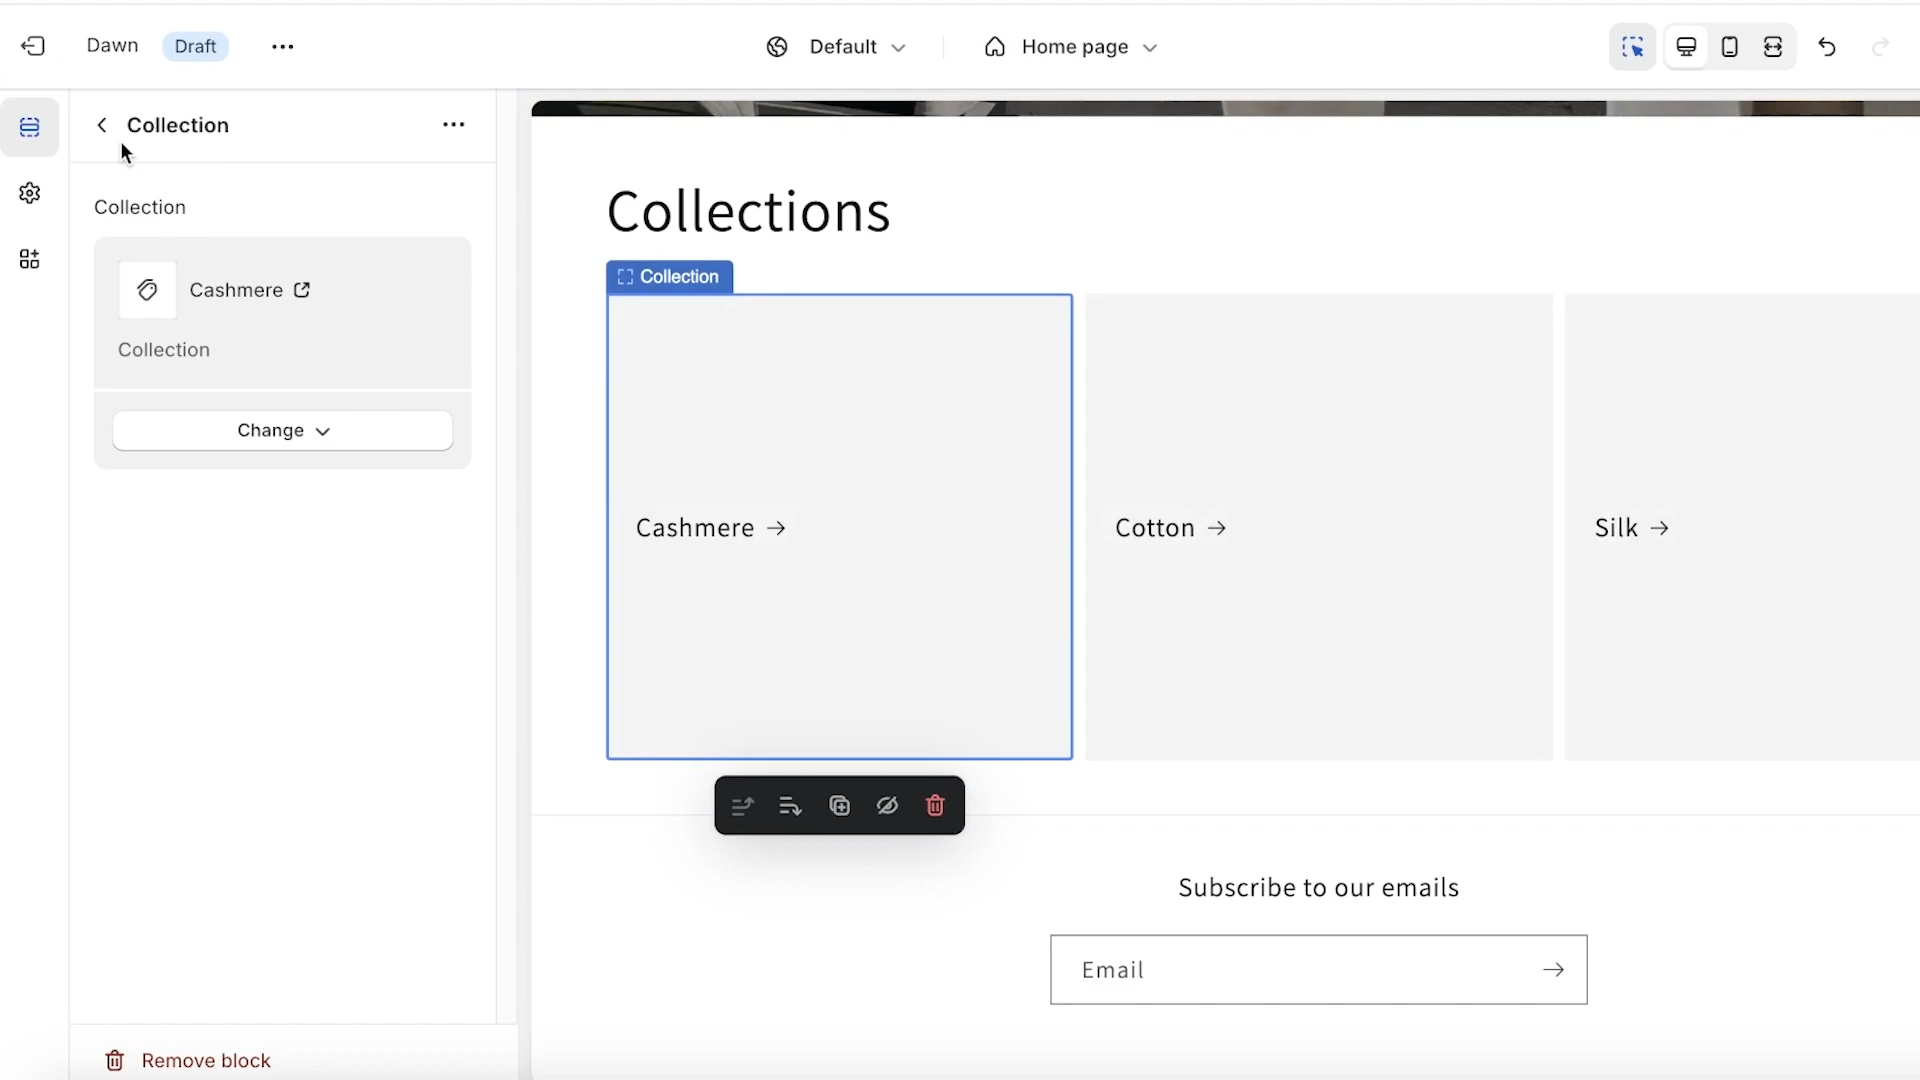 Dawn
Draft
Default
Home page
Collection
Collection
Cashmere
Collection
Change
Remove block
Collections
Collection
Cashmere →
Cotton →
Silk →
Subscribe to our emails
Email →